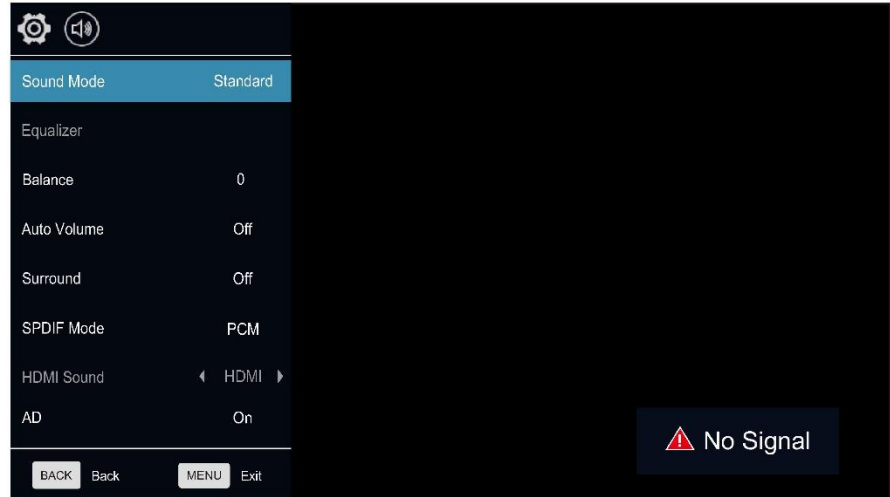 Sound Mode Standard
Equalizer
Balance 0
Auto Volume Off
Surround Off
SPDIF Mode PCM
HDMI Sound HDMI
AD On
No Signal
BACK Back MENU Exit